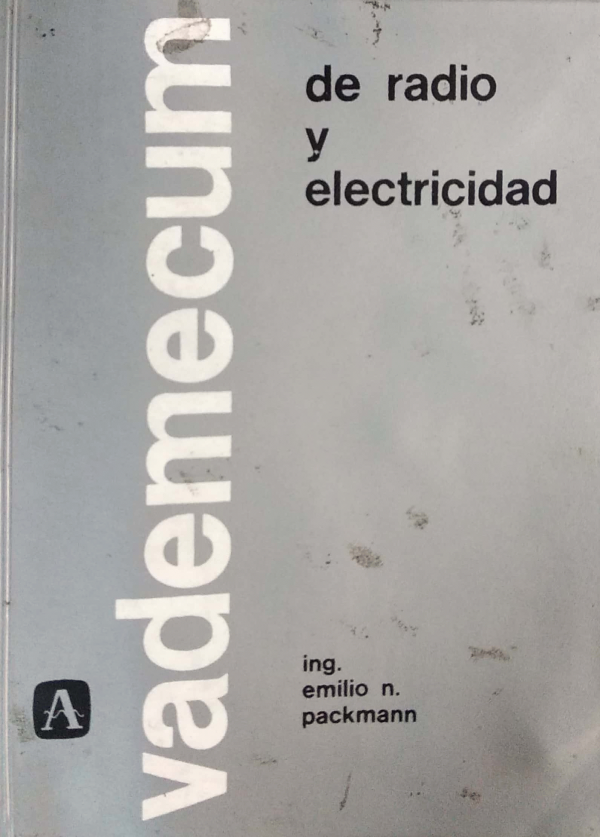 vademecum
de radio
y
electricidad
ing.
emilio n.
packmann
A